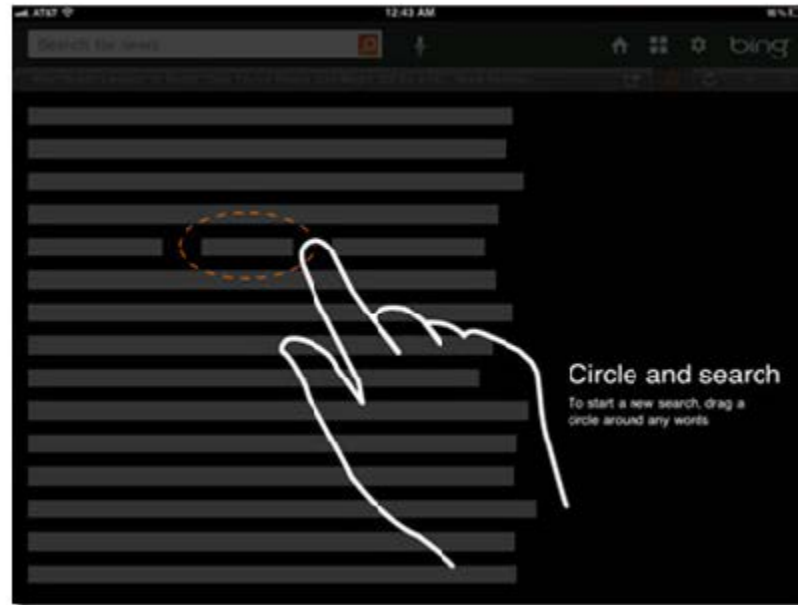 AT&T 12:43 AM
Search the news bing
Circle and search
To start a new search, drag a
circle around any words